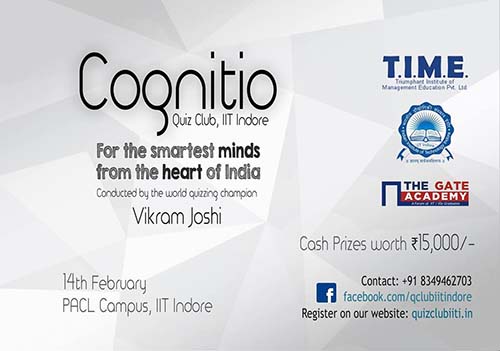 Cognitio
Quiz Club, IIT Indore
For the smartest minds
from the heart of India
Conducted by the world quizzing champion
Vikram Joshi
14th February
PACL Campus, IIT Indore
T.I.M.E.
Triumphant Institute of
Management Education Pvt. Ltd
THE GATE
ACADEMY
Cash Prizes worth ₹15,000/-
Contact: +91 8349462703
facebook.com/qclubiitindore
Register on our website: quizclubiiti.in